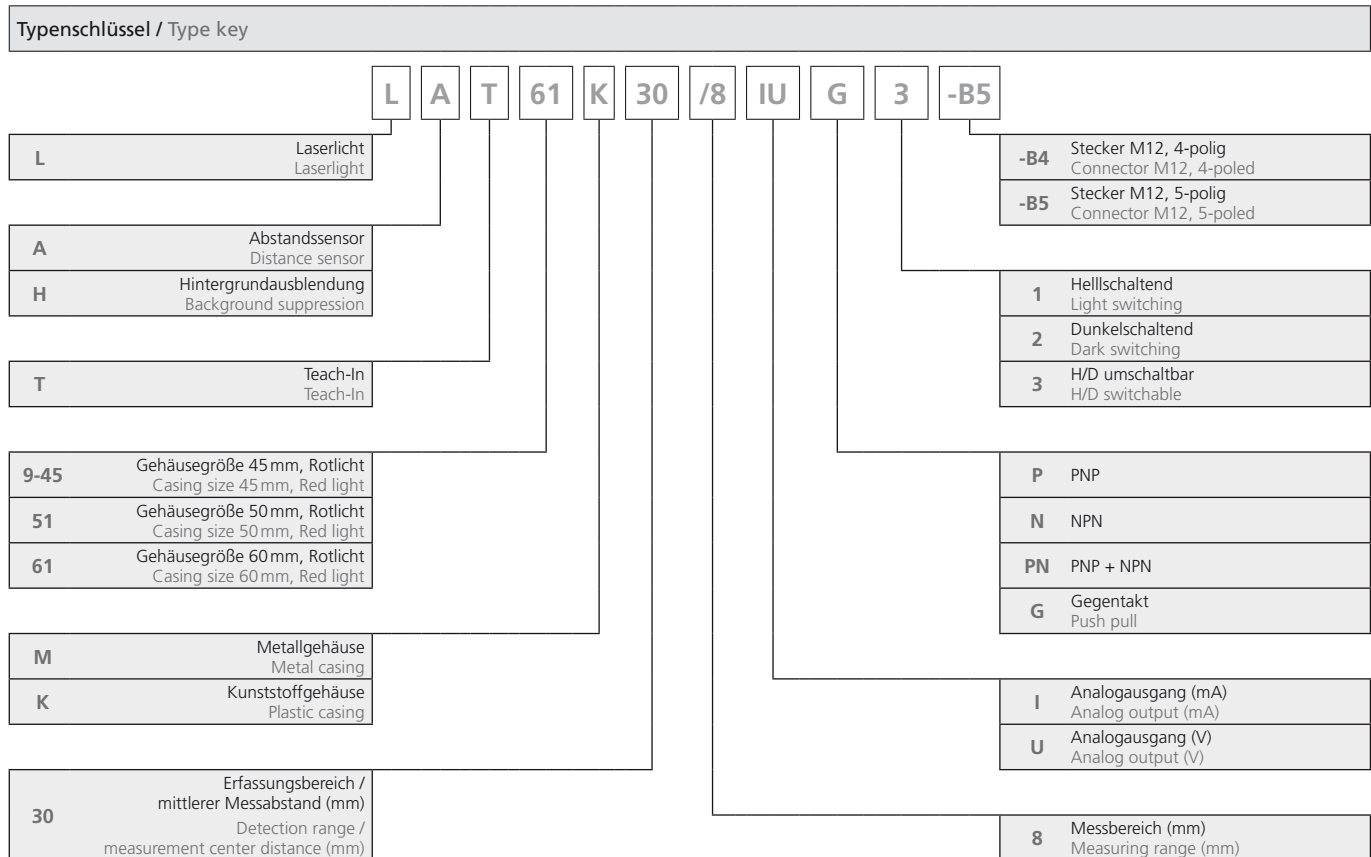 Typenschlüssel / Type key
L A T 61 K 30 /8 IU G 3 -B5
L
Laserlicht
Laserlight
A
Abstandssensor
Distance sensor
H
Hintergrundausblendung
Background suppression
T
Teach-In
Teach-In
9-45
Gehäusegröße 45 mm, Rotlicht
Casing size 45 mm, Red light
51
Gehäusegröße 50 mm, Rotlicht
Casing size 50 mm, Red light
61
Gehäusegröße 60 mm, Rotlicht
Casing size 60 mm, Red light
M
Metallgehäuse
Metal casing
K
Kunststoffgehäuse
Plastic casing
30
Erfassungsbereich /
mittlerer Messabstand (mm)
Detection range /
measurement center distance (mm)
-B4
Stecker M12, 4-polig
Connector M12, 4-poled
-B5
Stecker M12, 5-polig
Connector M12, 5-poled
1
Helllschaltend
Light switching
2
Dunkelschaltend
Dark switching
3
H/D umschaltbar
H/D switchable
P
PNP
N
NPN
PN
PNP + NPN
G
Gegentakt
Push pull
I
Analogausgang (mA)
Analog output (mA)
U
Analogausgang (V)
Analog output (V)
8
Messbereich (mm)
Measuring range (mm)